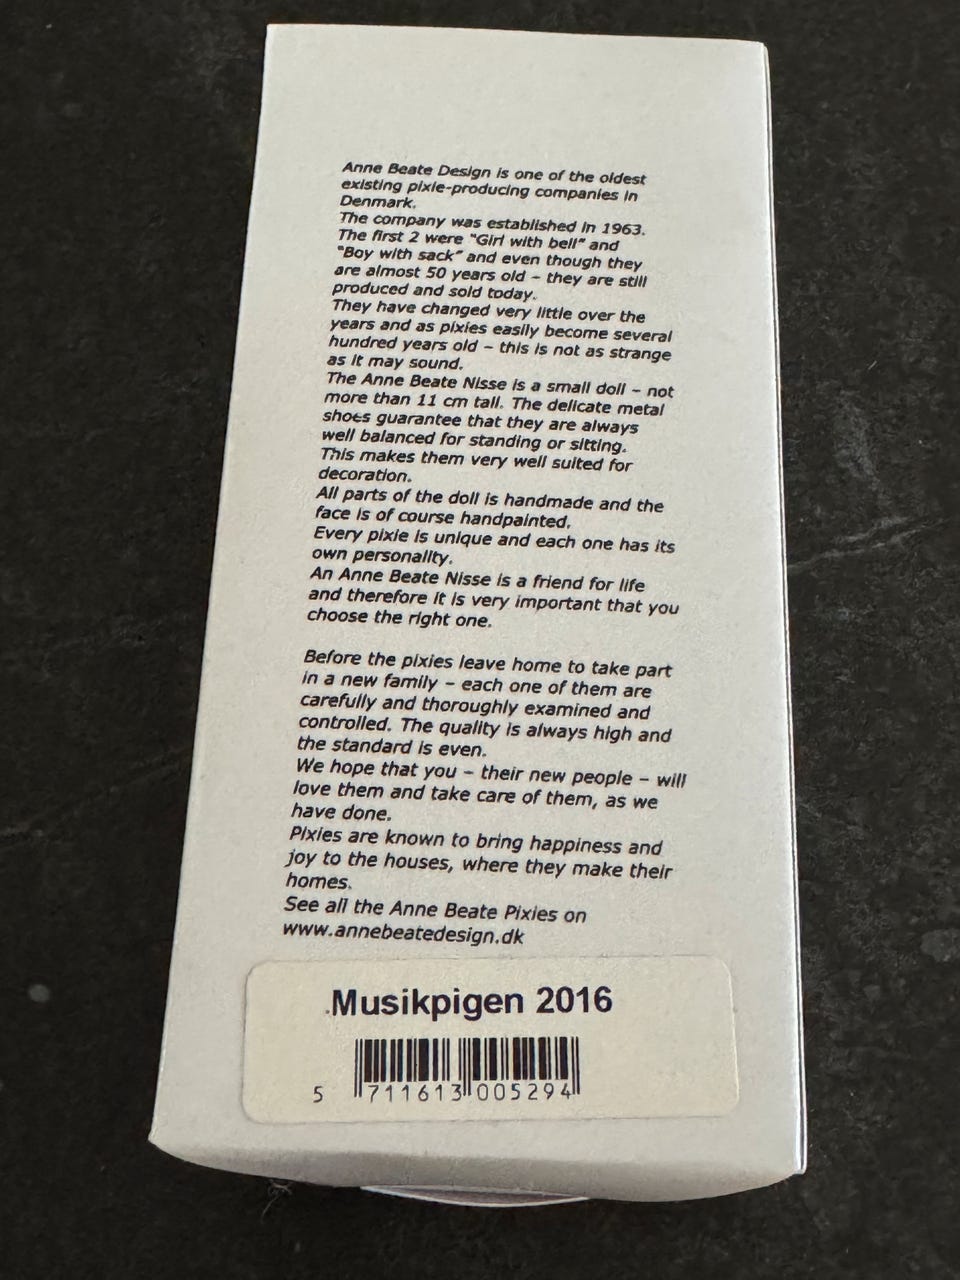 Anne Beate Design is one of the oldest
existing pixie-producing companies in
Denmark.
The company was established in 1963.
The first 2 were "Girl with bell" and
"Boy with sack" and even though they
are almost 50 years old - they are still
produced and sold today.
They have changed very little over the
years and as pixies easily become several
hundred years old - this is not as strange
as it may sound.
The Anne Beate Nisse is a small doll - not
more than 11 cm tall. The delicate metal
shoes guarantee that they are always
well balanced for standing or sitting.
This makes them very well suited for
decoration.
All parts of the doll is handmade and the
face is of course handpainted.
Every pixie is unique and each one has its
own personality.
An Anne Beate Nisse is a friend for life
and therefore it is very important that you
choose the right one.
Before the pixies leave home to take part
in a new family - each one of them are
carefully and thoroughly examined and
controlled. The quality is always high and
the standard is even.
We hope that you - their new people - will
love them and take care of them, as we
have done.
Pixies are known to bring happiness and
joy to the houses, where they make their
homes.
See all the Anne Beate Pixies on
www.annebeatedesign.dk
Musikpigen 2016
5 711613 005294